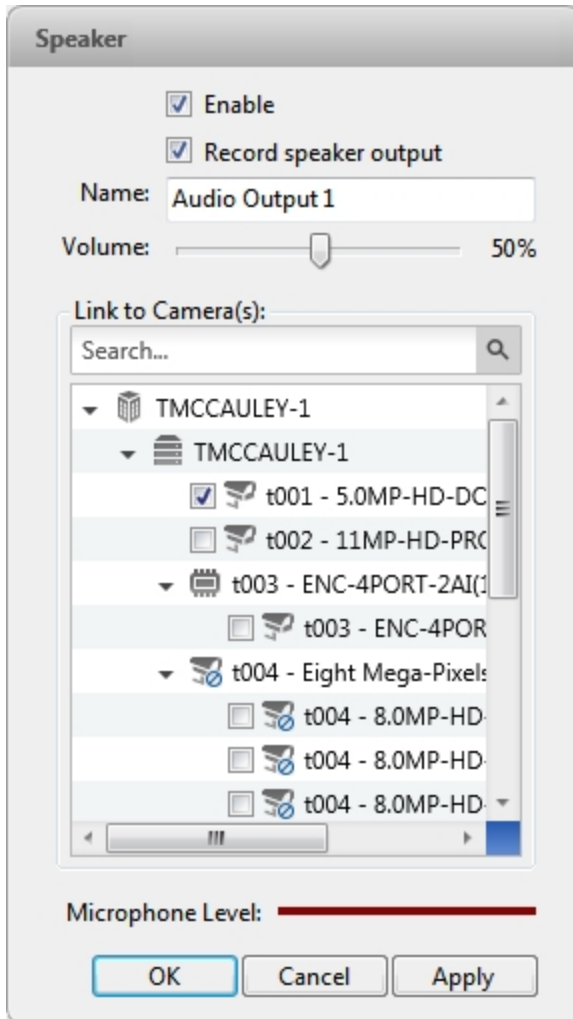 Speaker
Enable
Record speaker output
Name: Audio Output 1
Volume: 50%
Link to Camera(s):
Search...
TMCCAULEY-1
TMCCAULEY-1
t001 - 5.0MP-HD-DC
t002 - 11MP-HD-PRO
t003 - ENC-4PORT-2AI(1
t003 - ENC-4POR
t004 - Eight Mega-Pixels
t004 - 8.0MP-HD-
t004 - 8.0MP-HD-
t004 - 8.0MP-HD-
Microphone Level:
OK Cancel Apply